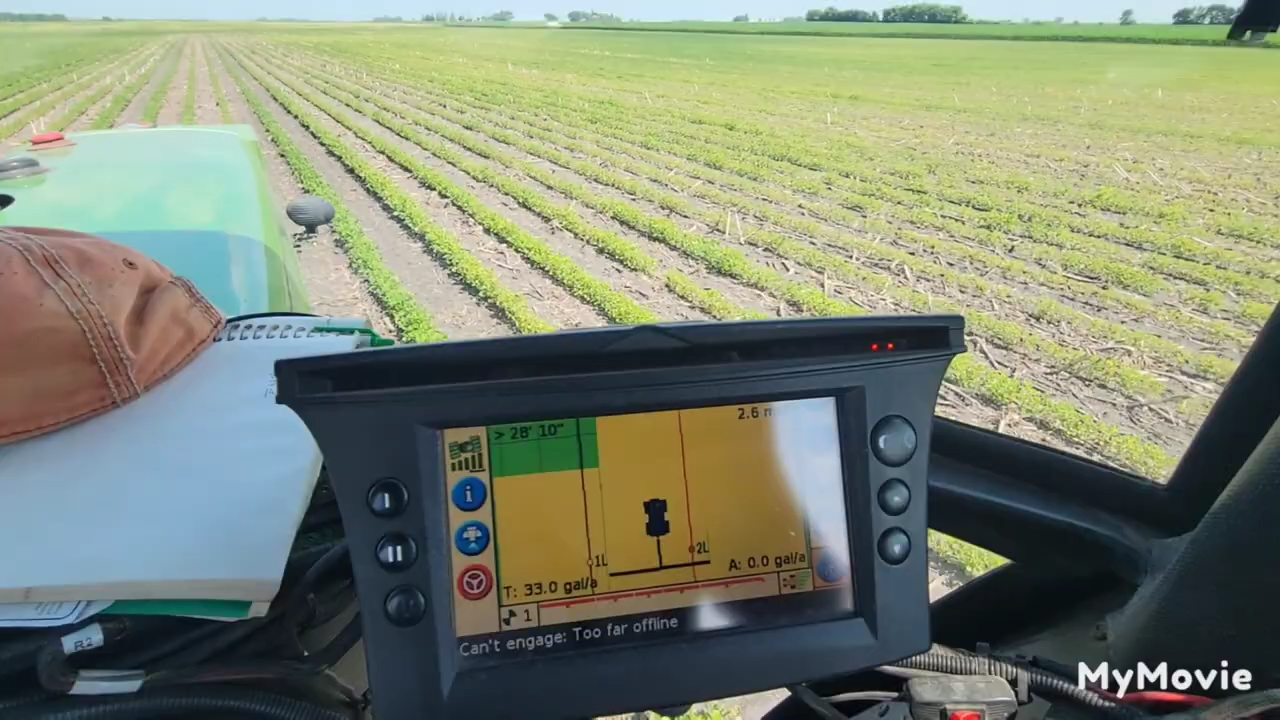 > 28' 10"
2.6 m
1L
2L
T: 33.0 gal/a
A: 0.0 gal/a
1
Can't engage: Too far offline
R2
MyMovie